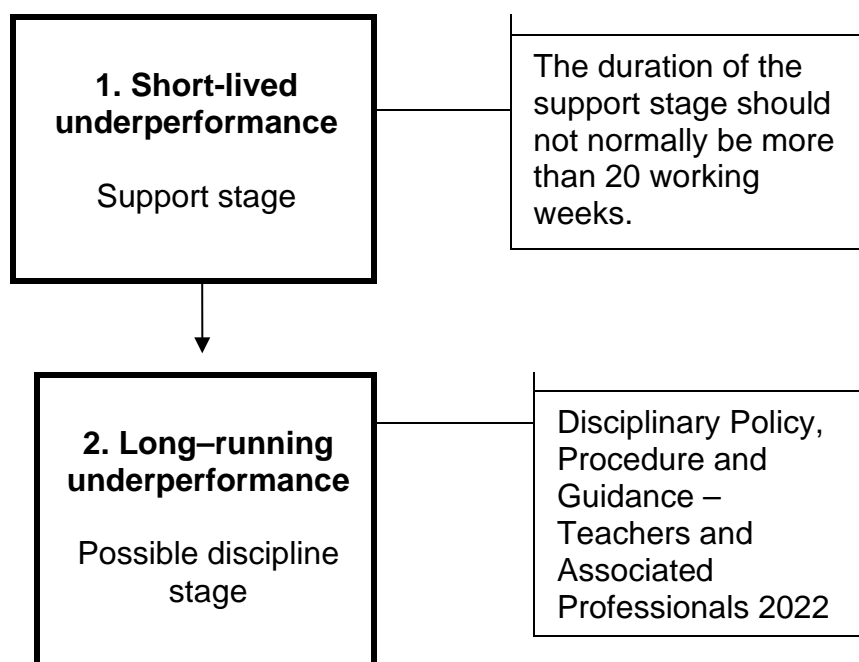 1. Short-lived
underperformance
Support stage
The duration of the
support stage should
not normally be more
than 20 working
weeks.
2. Long–running
underperformance
Possible discipline
stage
Disciplinary Policy,
Procedure and
Guidance –
Teachers and
Associated
Professionals 2022